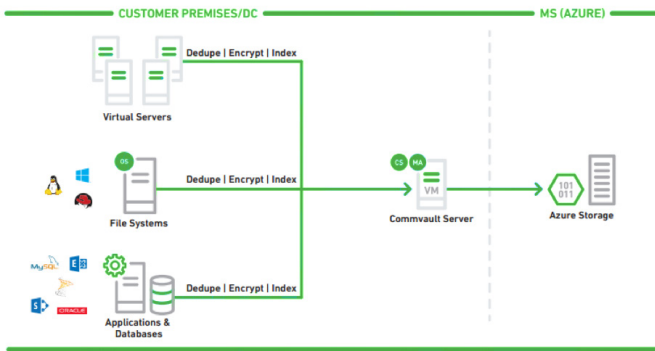 CUSTOMER PREMISES/DC
MS (AZURE)
Dedupe | Encrypt | Index
Virtual Servers
OS
Dedupe | Encrypt | Index
File Systems
CS MA
VM
Commvault Server
101
011
Azure Storage
MySQL
E
S
ORACLE
Dedupe | Encrypt | Index
Applications &
Databases